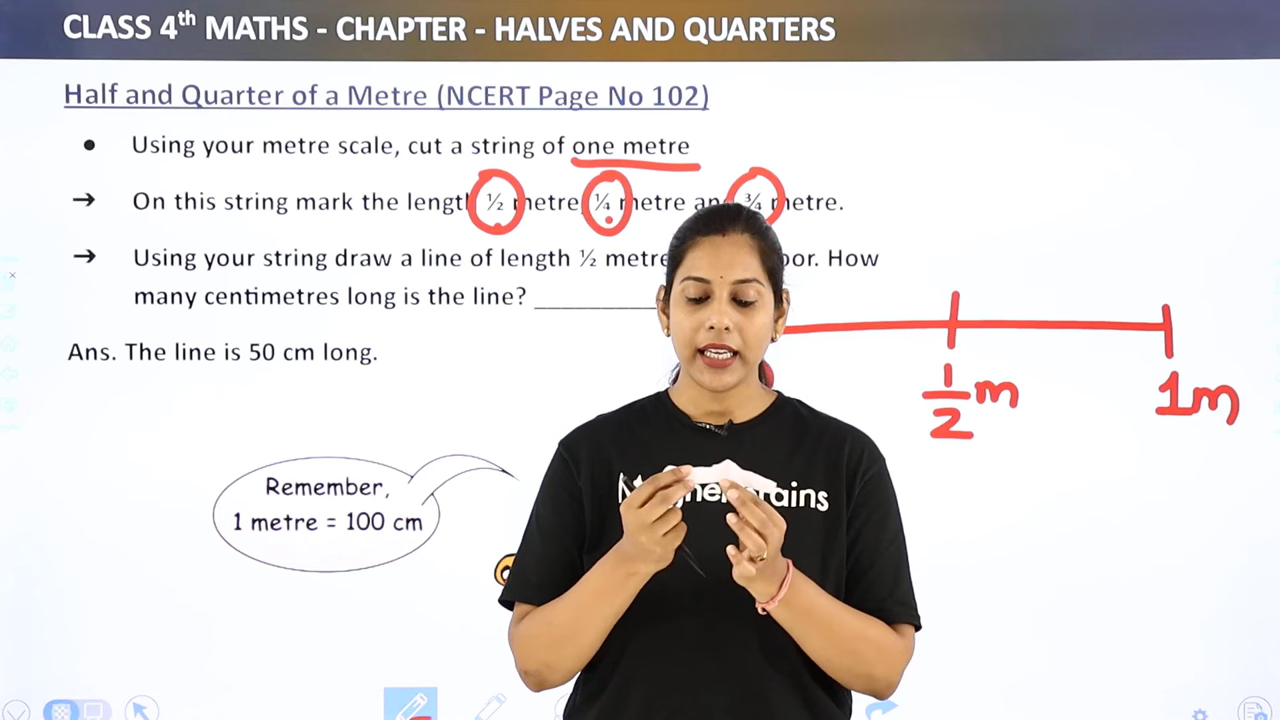 CLASS 4th MATHS - CHAPTER - HALVES AND QUARTERS
Half and Quarter of a Metre (NCERT Page No 102)
● Using your metre scale, cut a string of one metre
→ On this string mark the length ½ metre, ¼ metre and ¾ metre.
→ Using your string draw a line of length ½ metre oor. How
many centimetres long is the line? __________
Ans. The line is 50 cm long.
1/2 m
1m
Remember,
1 metre = 100 cm